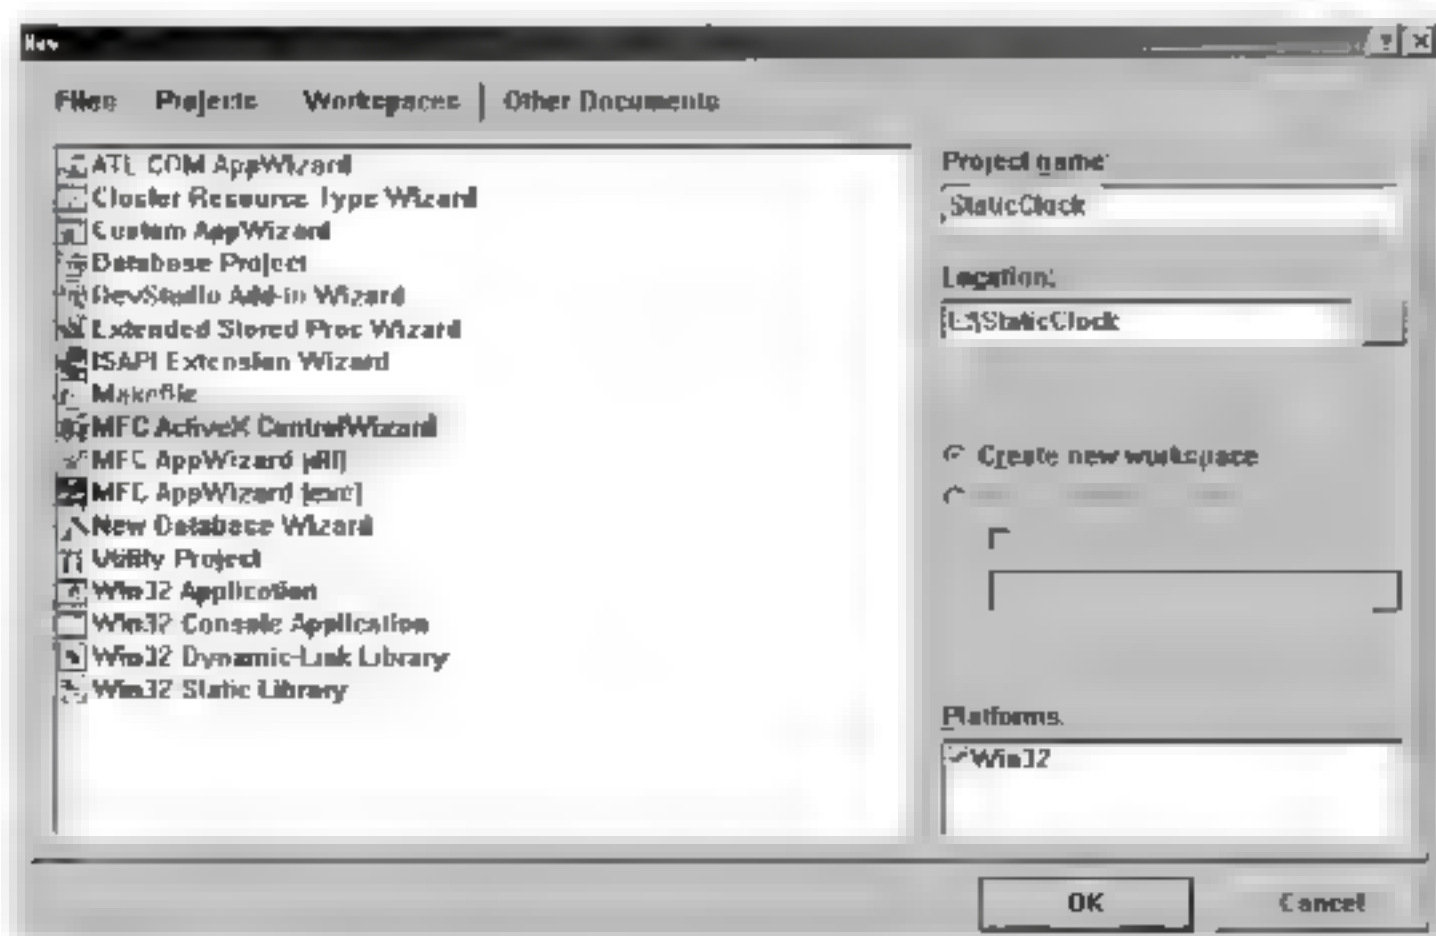 New
Files Projects Workspaces Other Documents
ATL COM AppWizard
Cluster Resource Type Wizard
Custom AppWizard
Database Project
DevStudio Add-in Wizard
Extended Stored Proc Wizard
ISAPI Extension Wizard
Makefile
MFC ActiveX ControlWizard
MFC AppWizard (dll)
MFC AppWizard (exe)
New Database Wizard
Utility Project
Win32 Application
Win32 Console Application
Win32 Dynamic-Link Library
Win32 Static Library
Project name:
StaticClock
Location:
\StaticClock
Create new workspace
Platforms:
Win32
OK Cancel